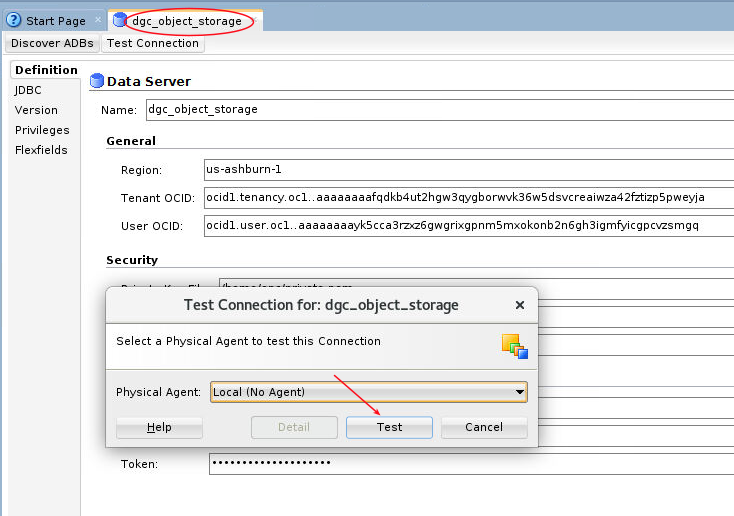 Start Page
dgc_object_storage
Discover ADBs
Test Connection
Definition
JDBC
Version
Privileges
Flexfields
Data Server
Name: dgc_object_storage
General
Region: us-ashburn-1
Tenant OCID: ocid1.tenancy.oc1..aaaaaaaafqdkb4ut2hgw3qygborwvk36w5dsvcreaiwza42fztizp5pweyja
User OCID: ocid1.user.oc1..aaaaaaaayk5cca3rzxz6gwgrixgpnm5mxokonb2n6gh3igmfyicgpcvzsmgq
Security
Test Connection for: dgc_object_storage
Select a Physical Agent to test this Connection
Physical Agent: Local (No Agent)
Help
Detail
Test
Cancel
Token: ••••••••••••••••••••